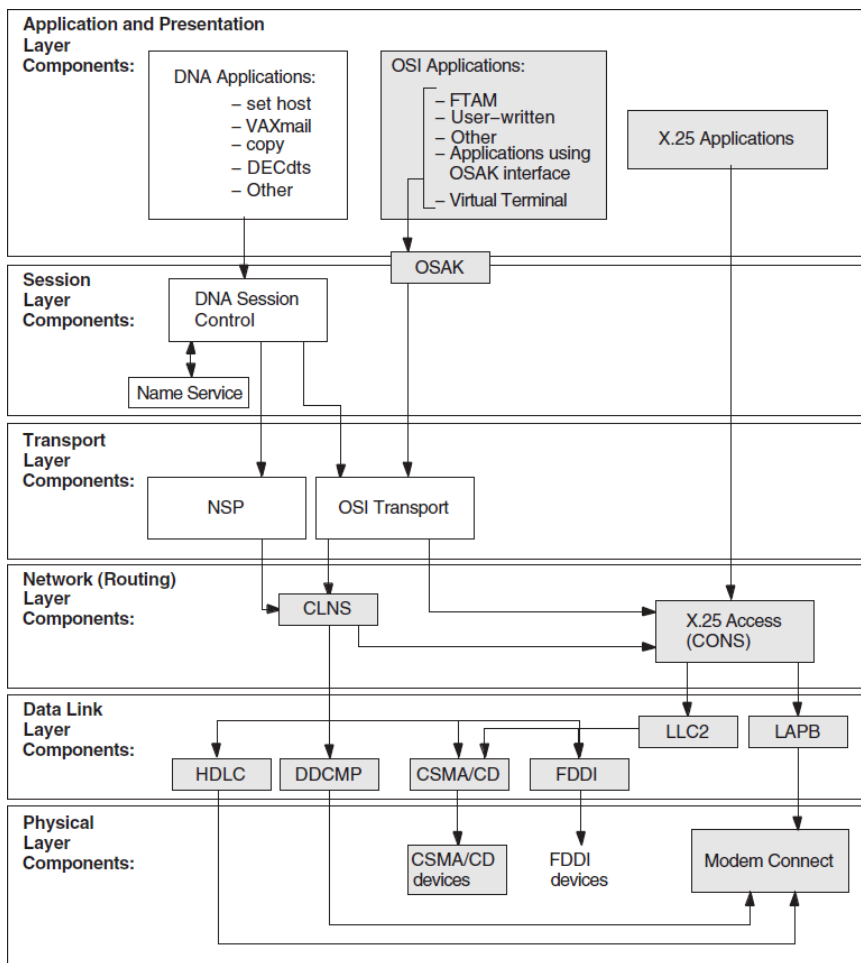 Application and Presentation
Layer
Components:
DNA Applications:
– set host
– VAXmail
– copy
– DECdts
– Other
OSI Applications:
– FTAM
– User–written
– Other
– Applications using
OSAK interface
– Virtual Terminal
X.25 Applications
OSAK
Session
Layer
Components:
DNA Session
Control
Name Service
Transport
Layer
Components:
NSP
OSI Transport
Network (Routing)
Layer
Components:
CLNS
X.25 Access
(CONS)
Data Link
Layer
Components:
LLC2
LAPB
HDLC
DDCMP
CSMA/CD
FDDI
Physical
Layer
Components:
CSMA/CD
devices
FDDI
devices
Modem Connect